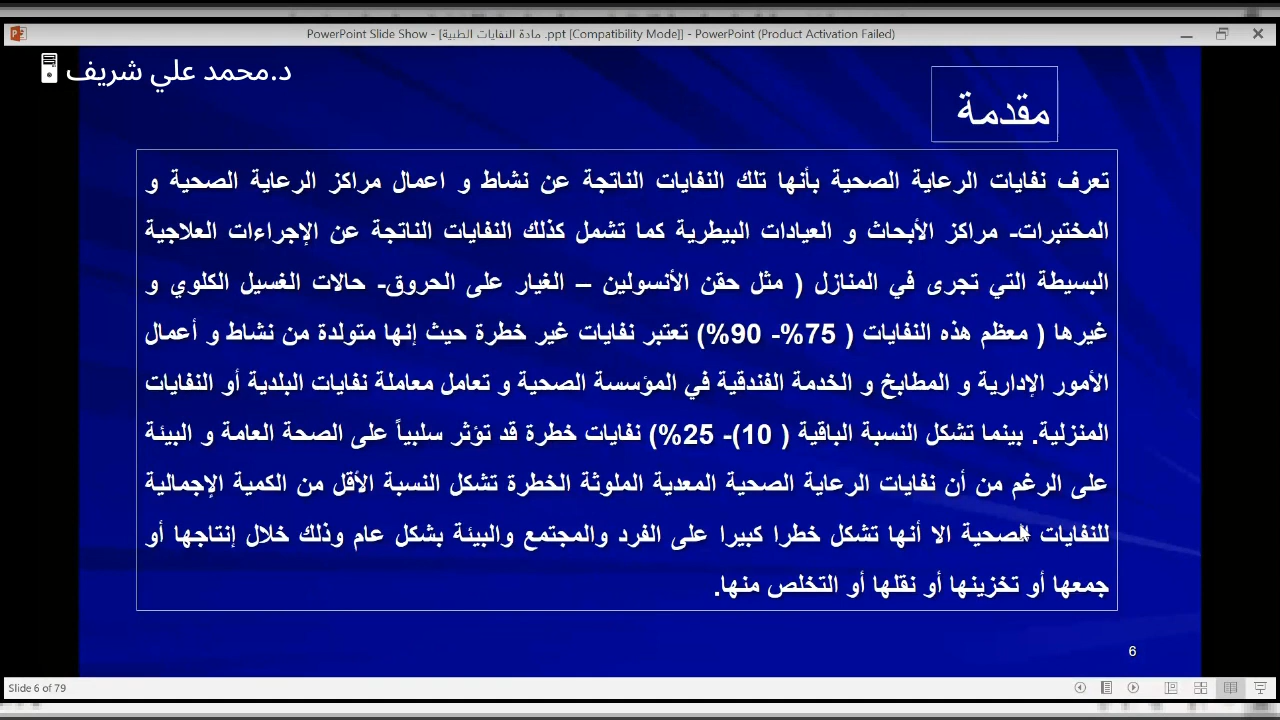 PowerPoint Slide Show - [مادة النفايات الطبية .ppt [Compatibility Mode]] - PowerPoint (Product Activation Failed)
د.محمد علي شريف
مقدمة
تعرف نفايات الرعاية الصحية بأنها تلك النفايات الناتجة عن نشاط و اعمال مراكز الرعاية الصحية و
المختبرات- مراكز الأبحاث و العيادات البيطرية كما تشمل كذلك النفايات الناتجة عن الإجراءات العلاجية
البسيطة التي تجرى في المنازل ( مثل حقن الأنسولين – الغيار على الحروق- حالات الغسيل الكلوي و
غيرها ) معظم هذه النفايات ( 75%- 90%) تعتبر نفايات غير خطرة حيث إنها متولدة من نشاط و أعمال
الأمور الإدارية و المطابخ و الخدمة الفندقية في المؤسسة الصحية و تعامل معاملة نفايات البلدية أو النفايات
المنزلية. بينما تشكل النسبة الباقية ( 10)- 25%) نفايات خطرة قد تؤثر سلبياً على الصحة العامة و البيئة
على الرغم من أن نفايات الرعاية الصحية المعدية الملوثة الخطرة تشكل النسبة الأقل من الكمية الإجمالية
للنفايات الصحية الا أنها تشكل خطرا كبيرا على الفرد والمجتمع والبيئة بشكل عام وذلك خلال إنتاجها أو
جمعها أو تخزينها أو نقلها أو التخلص منها.
6
Slide 6 of 79